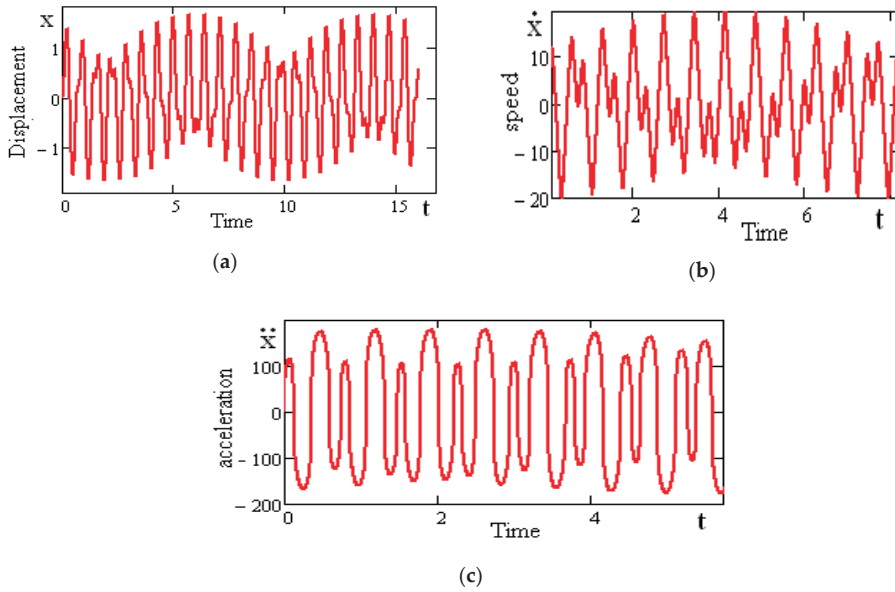 x
Displacement
1
0
− 1
0
5
10
15
t
Time
(a)
ẋ
speed
10
0
− 10
− 20
2
4
6
t
Time
(b)
ẍ
acceleration
100
0
− 100
− 200
0
2
4
t
Time
(c)